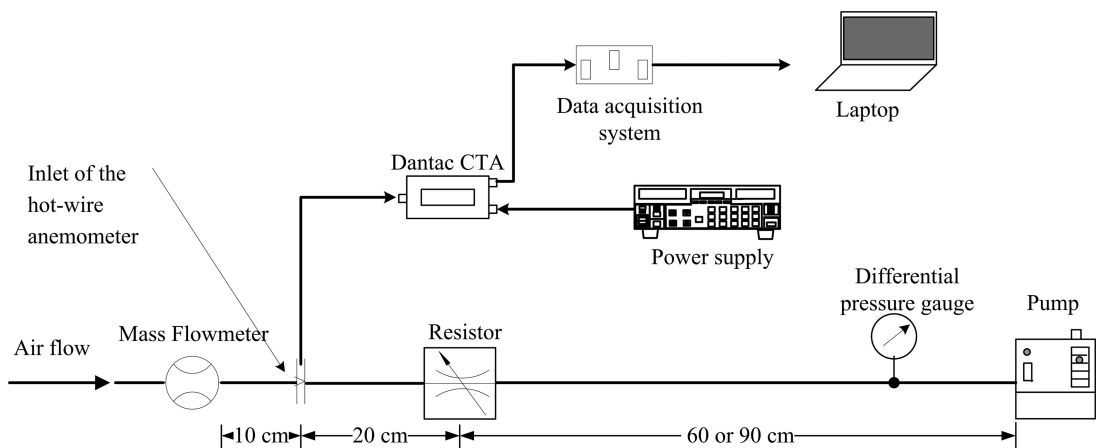 Data acquisition
system
Laptop
Dantac CTA
Inlet of the
hot-wire
anemometer
Power supply
Differential
pressure gauge
Pump
Mass Flowmeter
Resistor
Air flow
10 cm
20 cm
60 or 90 cm